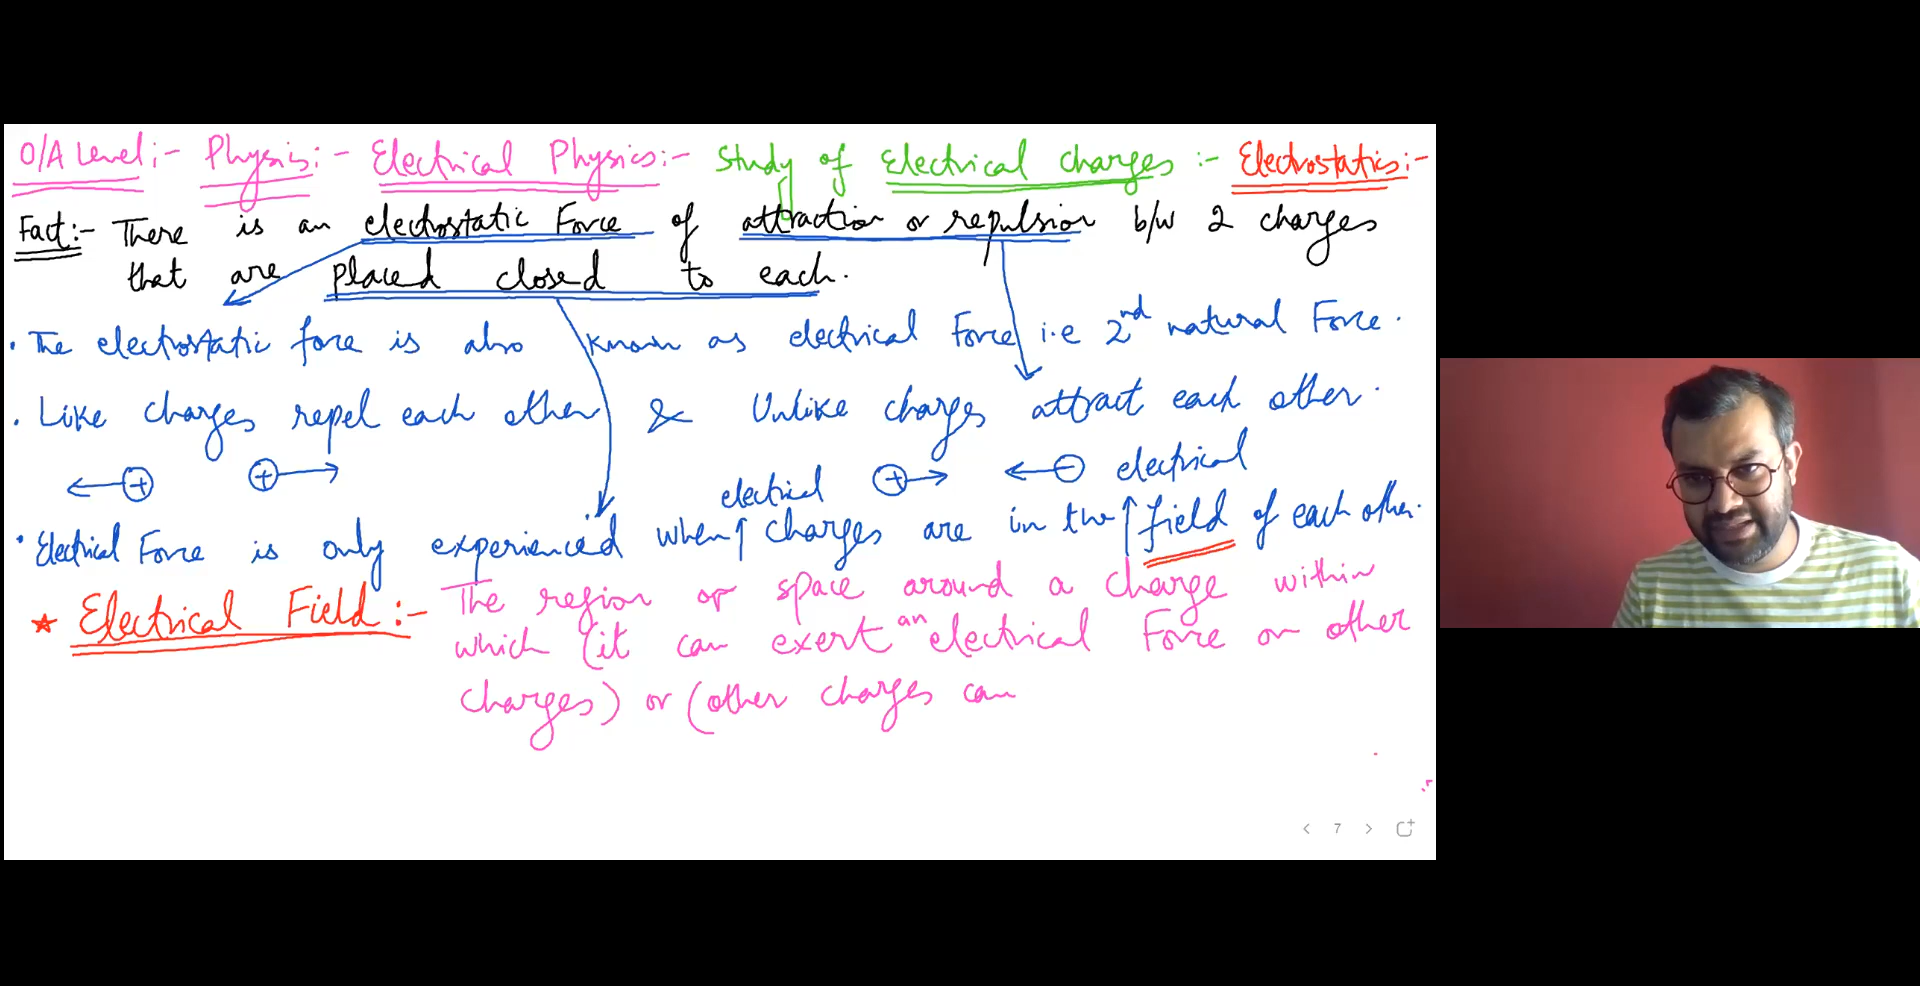 O/A Level:- Physis:- Electrical Physics:- Study of Electrical charges :- Electrostatics:-
Fact:- There is an electrostatic Force of attraction or repulsion b/w 2 charges
that are placed closed to each.
• The electrostatic force is also known as electrical Force i.e 2nd natural Force.
• Like charges repel each other & Unlike charges attract each other.
+ + + -
electrical electrical
• Electrical Force is only experienced when charges are in the field of each other.
* Electrical Field:- The region or space around a charge within
which (it can exert an electrical Force on other
charges) or (other charges can
< 7 >